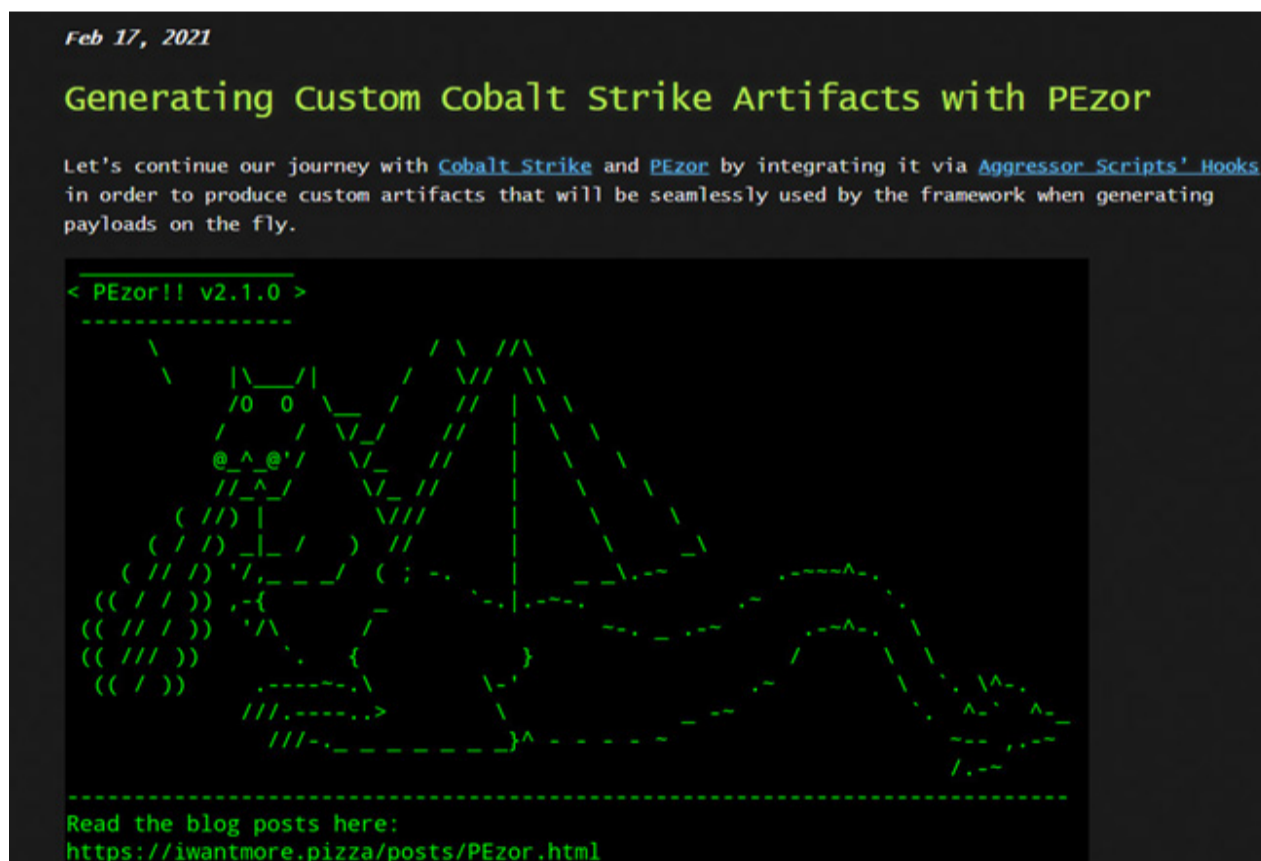 Feb 17, 2021
Generating Custom Cobalt Strike Artifacts with PEzor
Let's continue our journey with Cobalt Strike and PEzor by integrating it via Aggressor Scripts' Hooks
in order to produce custom artifacts that will be seamlessly used by the framework when generating
payloads on the fly.
< PEzor!! v2.1.0 >
Read the blog posts here:
https://iwantmore.pizza/posts/PEzor.html